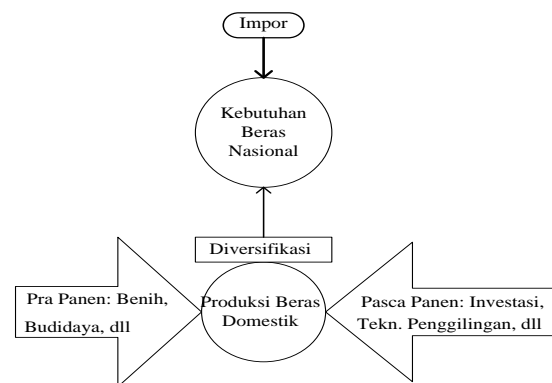 Impor
Kebutuhan
Beras
Nasional
Diversifikasi
Pra Panen: Benih,
Budidaya, dll
Produksi Beras
Domestik
Pasca Panen: Investasi,
Tekn. Penggilingan, dll